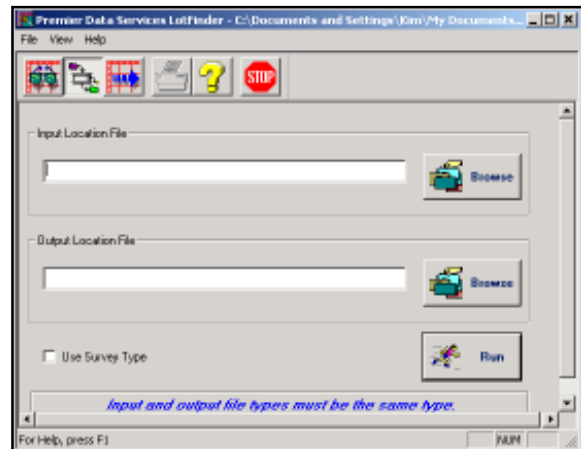 Premier Data Services LotFinder - C:\Documents and Settings\Kim\My Documents...
File View Help
STOP
Input Location File
Browse
Output Location File
Browse
Use Survey Type
Run
Input and output file types must be the same type.
For Help, press F1
NUM